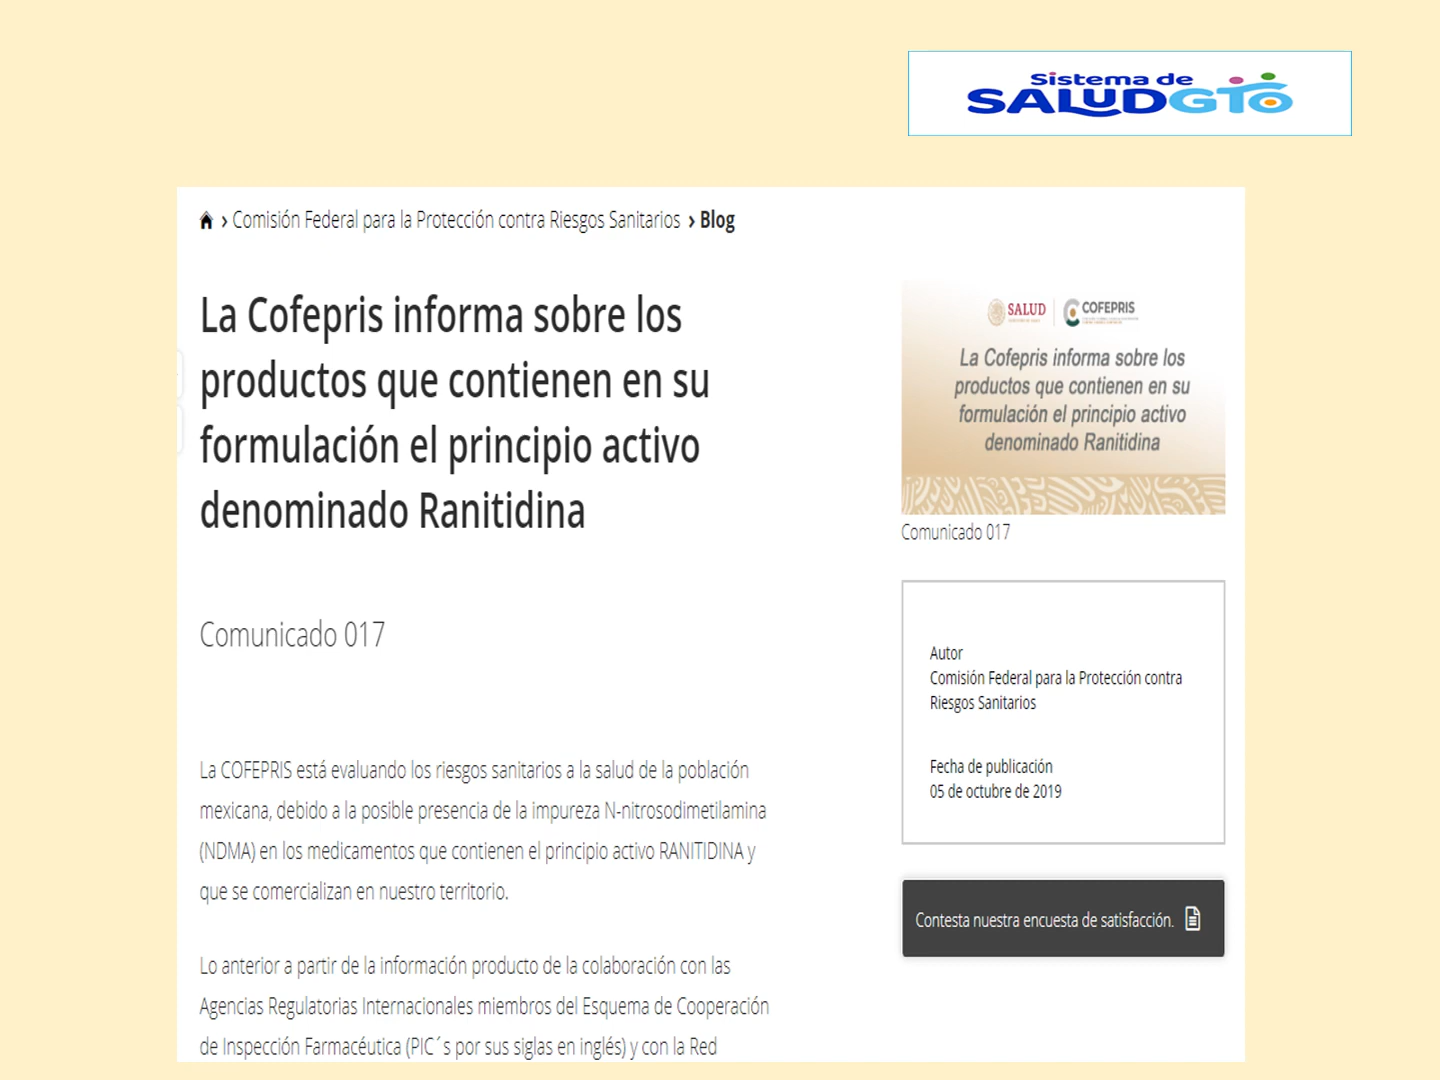 Sistema de
SALUDGTO
Comisión Federal para la Protección contra Riesgos Sanitarios › Blog
La Cofepris informa sobre los
productos que contienen en su
formulación el principio activo
denominado Ranitidina
Comunicado 017
La COFEPRIS está evaluando los riesgos sanitarios a la salud de la población
mexicana, debido a la posible presencia de la impureza N-nitrosodimetilamina
(NDMA) en los medicamentos que contienen el principio activo RANITIDINA y
que se comercializan en nuestro territorio.
Lo anterior a partir de la información producto de la colaboración con las
Agencias Regulatorias Internacionales miembros del Esquema de Cooperación
de Inspección Farmacéutica (PIC´s por sus siglas en inglés) y con la Red
SALUD
COFEPRIS
La Cofepris informa sobre los
productos que contienen en su
formulación el principio activo
denominado Ranitidina
Comunicado 017
Autor
Comisión Federal para la Protección contra
Riesgos Sanitarios
Fecha de publicación
05 de octubre de 2019
Contesta nuestra encuesta de satisfacción.